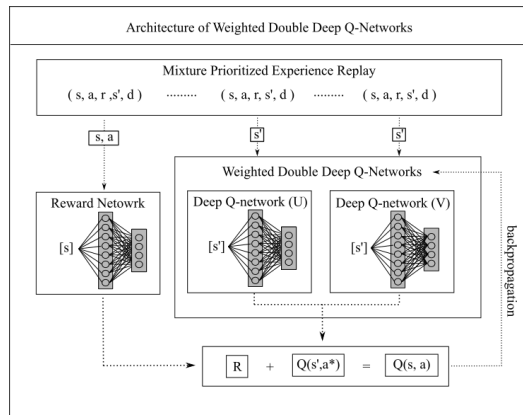 Architecture of Weighted Double Deep Q-Networks
Mixture Prioritized Experience Replay
( s, a, r ,s', d ) ......... ( s, a, r, s', d ) ......... ( s, a, r, s', d )
s, a
s'
s'
Weighted Double Deep Q-Networks
Reward Netowrk
Deep Q-network (U)
Deep Q-network (V)
[s]
[s']
[s']
backpropagation
R + Q(s',a*) = Q(s, a)